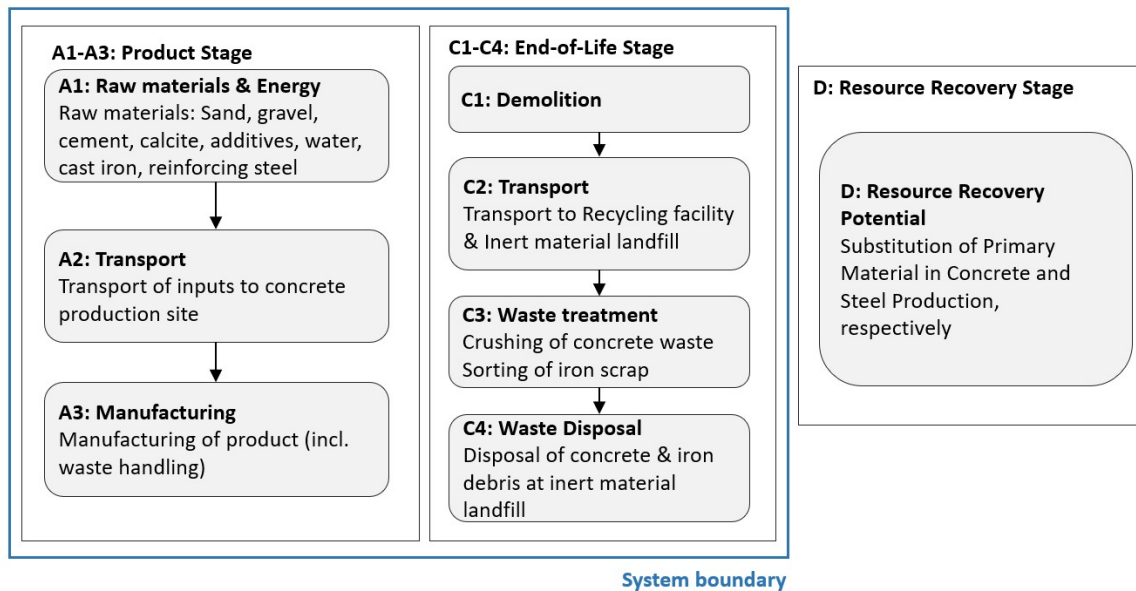 A1-A3: Product Stage
A1: Raw materials & Energy
Raw materials: Sand, gravel,
cement, calcite, additives, water,
cast iron, reinforcing steel
A2: Transport
Transport of inputs to concrete
production site
A3: Manufacturing
Manufacturing of product (incl.
waste handling)
C1-C4: End-of-Life Stage
C1: Demolition
C2: Transport
Transport to Recycling facility
& Inert material landfill
C3: Waste treatment
Crushing of concrete waste
Sorting of iron scrap
C4: Waste Disposal
Disposal of concrete & iron
debris at inert material
landfill
D: Resource Recovery Stage
D: Resource Recovery
Potential
Substitution of Primary
Material in Concrete and
Steel Production,
respectively
System boundary